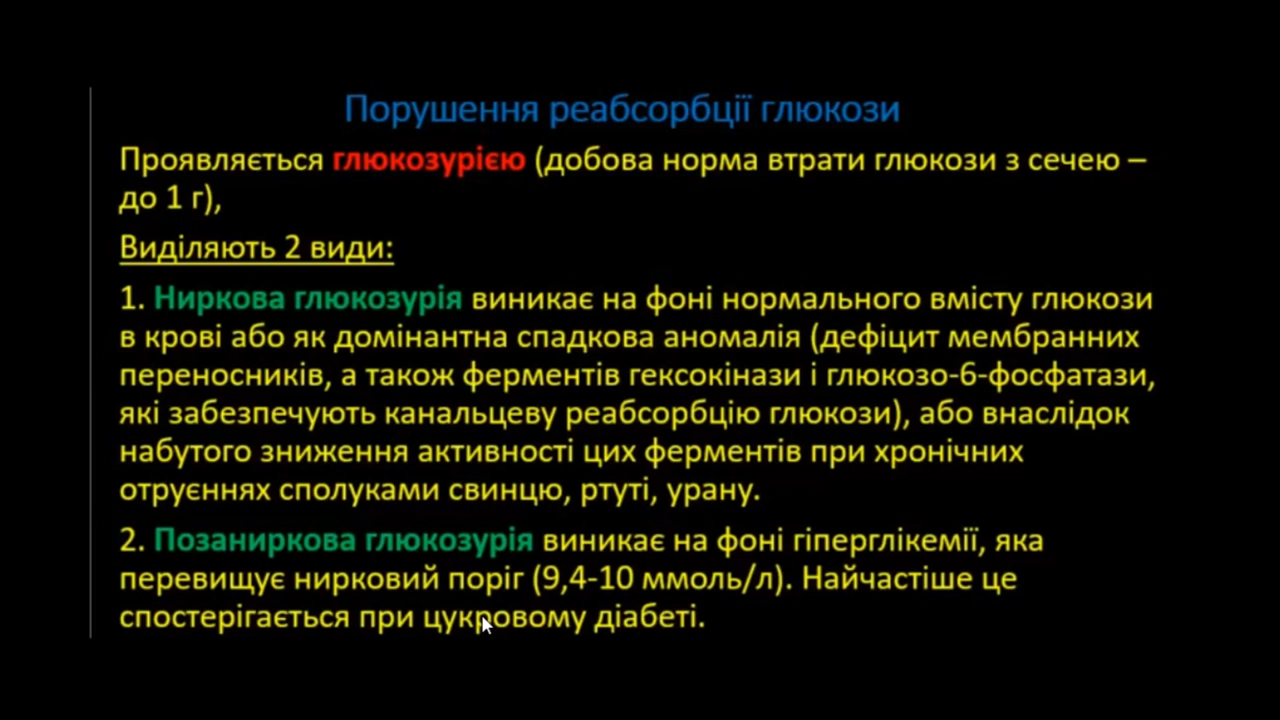 Порушення реабсорбції глюкози
Проявляється глюкозурією (добова норма втрати глюкози з сечею –
до 1 г),
Виділяють 2 види:
1. Ниркова глюкозурія виникає на фоні нормального вмісту глюкози
в крові або як домінантна спадкова аномалія (дефіцит мембранних
переносників, а також ферментів гексокінази і глюкозо-6-фосфатази,
які забезпечують канальцеву реабсорбцію глюкози), або внаслідок
набутого зниження активності цих ферментів при хронічних
отруєннях сполуками свинцю, ртуті, урану.
2. Позаниркова глюкозурія виникає на фоні гіперглікемії, яка
перевищує нирковий поріг (9,4-10 ммоль/л). Найчастіше це
спостерігається при цукровому діабеті.